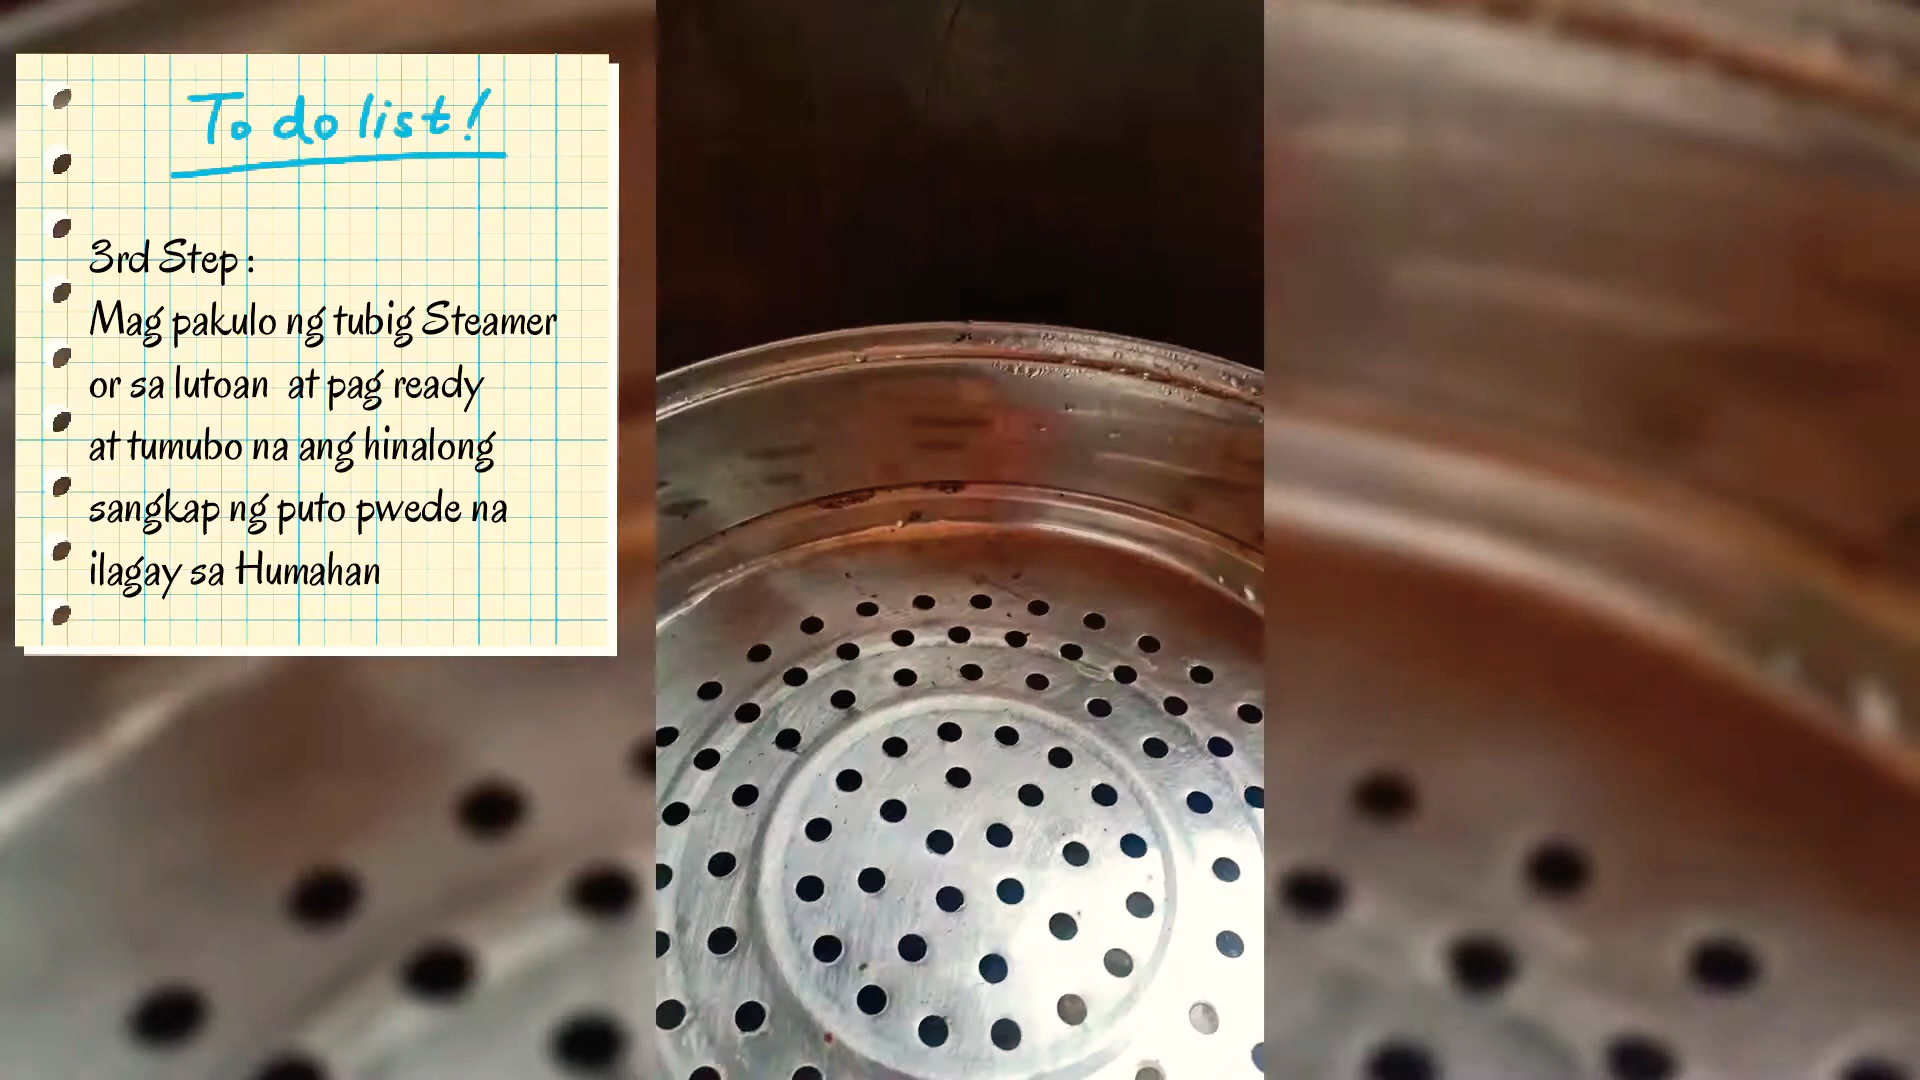 To do list!
3rd Step :
Mag pakulo ng tubig Steamer
or sa lutoan at pag ready
at tumubo na ang hinalong
sangkap ng puto pwede na
ilagay sa Humahan